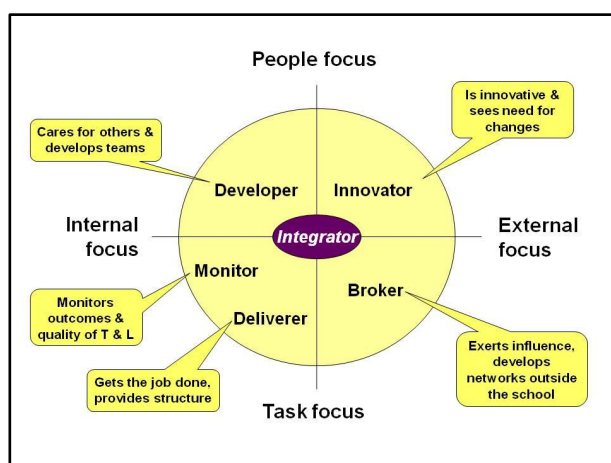 People focus
Is innovative &
sees need for
changes
Cares for others &
develops teams
Developer
Innovator
Internal
focus
Integrator
External
focus
Monitor
Broker
Monitors
outcomes &
quality of T & L
Deliverer
Exerts influence,
develops
networks outside
the school
Gets the job done,
provides structure
Task focus